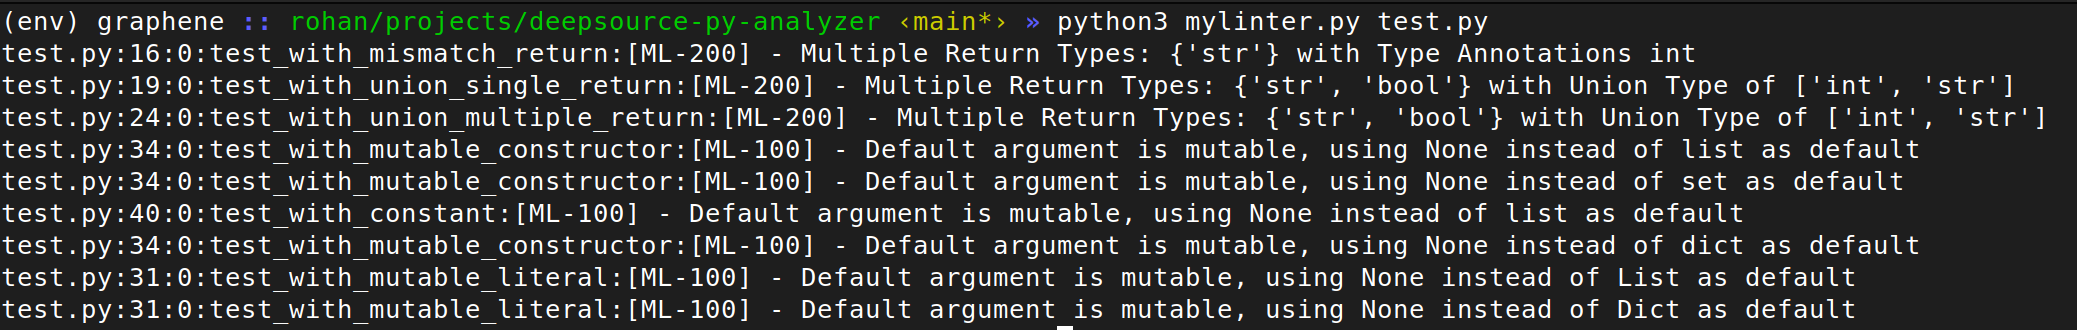 (env) graphene :: rohan/projects/deepsource-py-analyzer ‹main*› » python3 mylinter.py test.py
test.py:16:0:test_with_mismatch_return:[ML-200] - Multiple Return Types: {'str'} with Type Annotations int
test.py:19:0:test_with_union_single_return:[ML-200] - Multiple Return Types: {'str', 'bool'} with Union Type of ['int', 'str']
test.py:24:0:test_with_union_multiple_return:[ML-200] - Multiple Return Types: {'str', 'bool'} with Union Type of ['int', 'str']
test.py:34:0:test_with_mutable_constructor:[ML-100] - Default argument is mutable, using None instead of list as default
test.py:34:0:test_with_mutable_constructor:[ML-100] - Default argument is mutable, using None instead of set as default
test.py:40:0:test_with_constant:[ML-100] - Default argument is mutable, using None instead of list as default
test.py:34:0:test_with_mutable_constructor:[ML-100] - Default argument is mutable, using None instead of dict as default
test.py:31:0:test_with_mutable_literal:[ML-100] - Default argument is mutable, using None instead of List as default
test.py:31:0:test_with_mutable_literal:[ML-100] - Default argument is mutable, using None instead of Dict as default